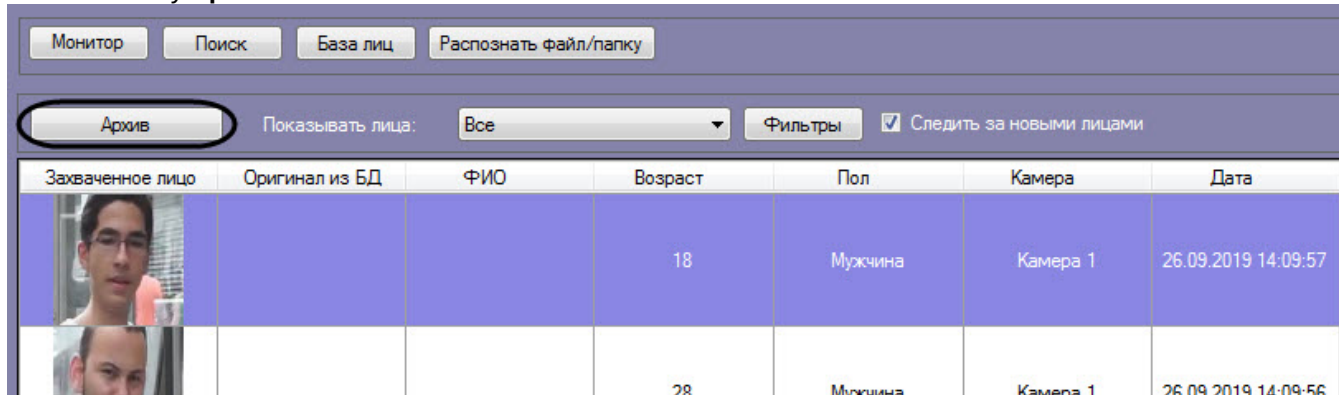 Монитор Поиск База лиц Распознать файл/папку
Архив Показывать лица: Все Фильтры Следить за новыми лицами
Захваченное лицо Оригинал из БД ФИО Возраст Пол Камера Дата
18 Мужчина Камера 1 26.09.2019 14:09:57
28 Мужчина Камера 1 26.09.2019 14:09:56